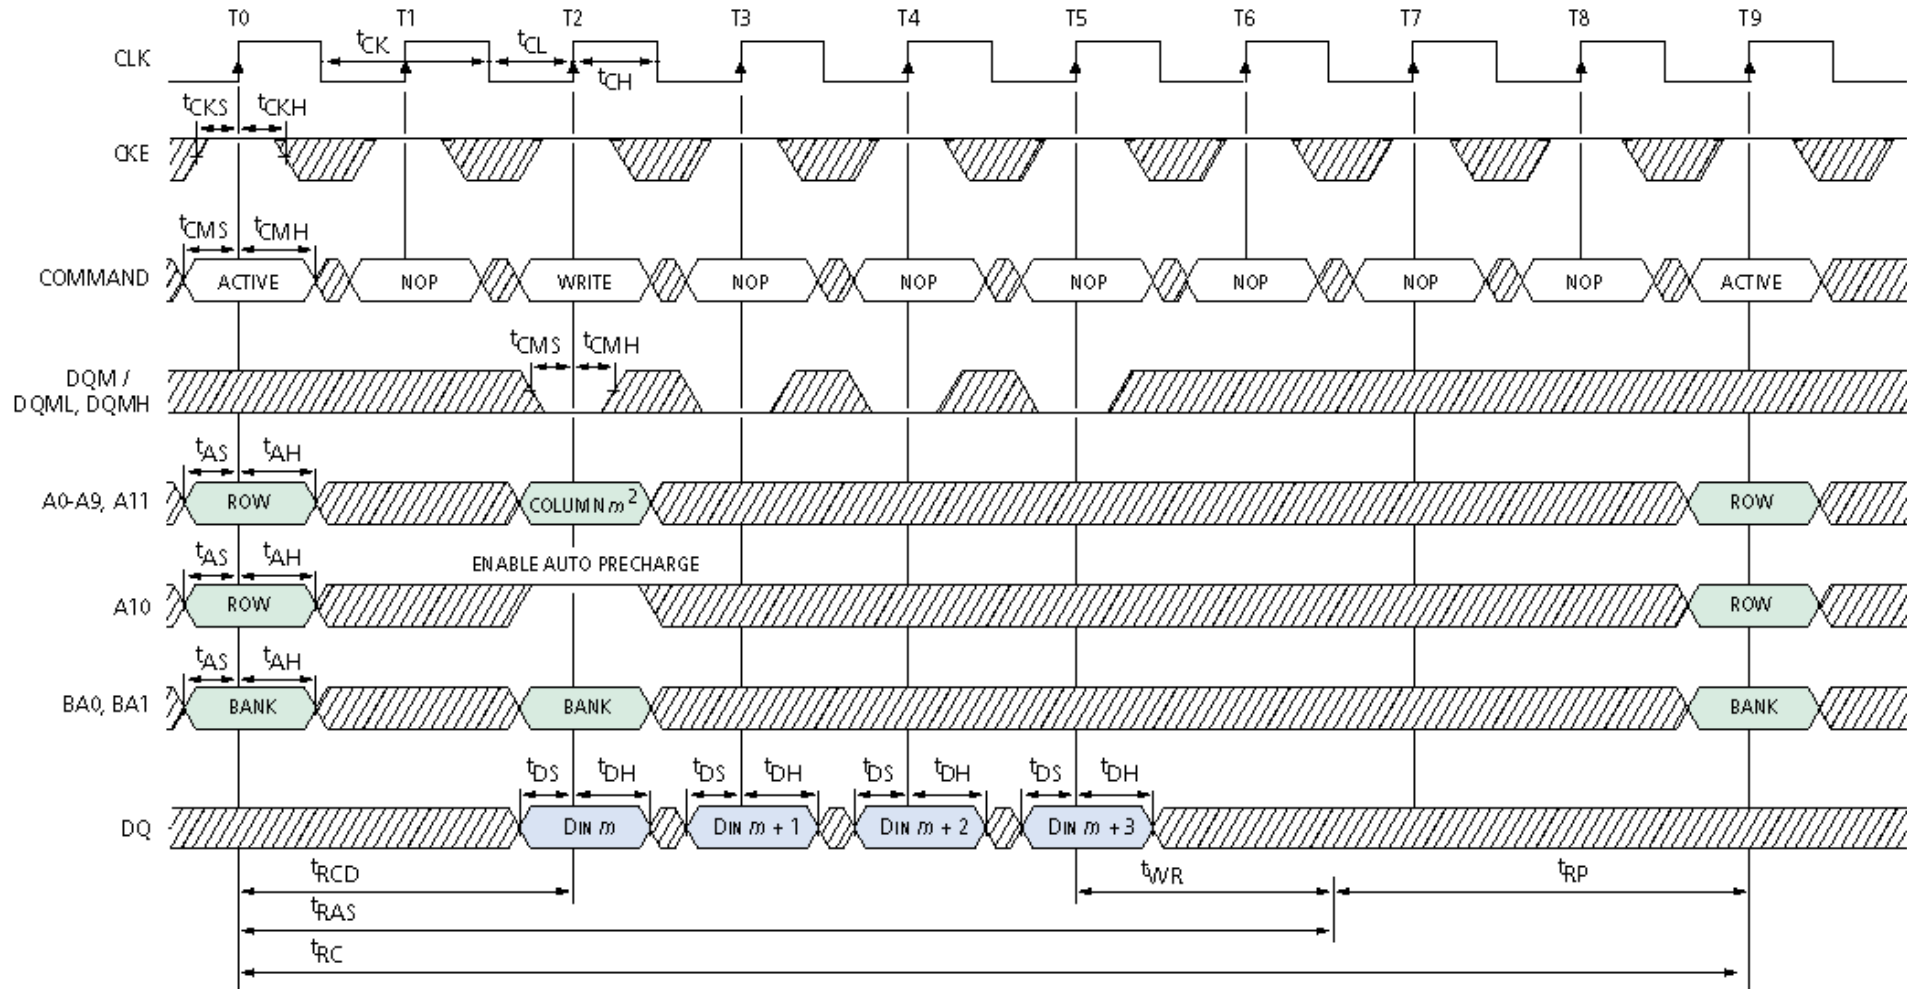 T0 T1 T2 T3 T4 T5 T6 T7 T8 T9
CLK tCK tCL tCH
tCKS tCKH
CKE
tCMS tCMH
COMMAND ACTIVE NOP WRITE NOP NOP NOP NOP NOP NOP ACTIVE
tCMS tCMH
DQM /
DQML, DQMH
tAS tAH
A0-A9, A11 ROW COLUMN m2 ROW
tAS tAH ENABLE AUTO PRECHARGE
A10 ROW ROW
tAS tAH
BA0, BA1 BANK BANK BANK
tDS tDH tDS tDH tDS tDH tDS tDH
DQ DIN m DIN m + 1 DIN m + 2 DIN m + 3
tRCD tWR tRP
tRAS
tRC